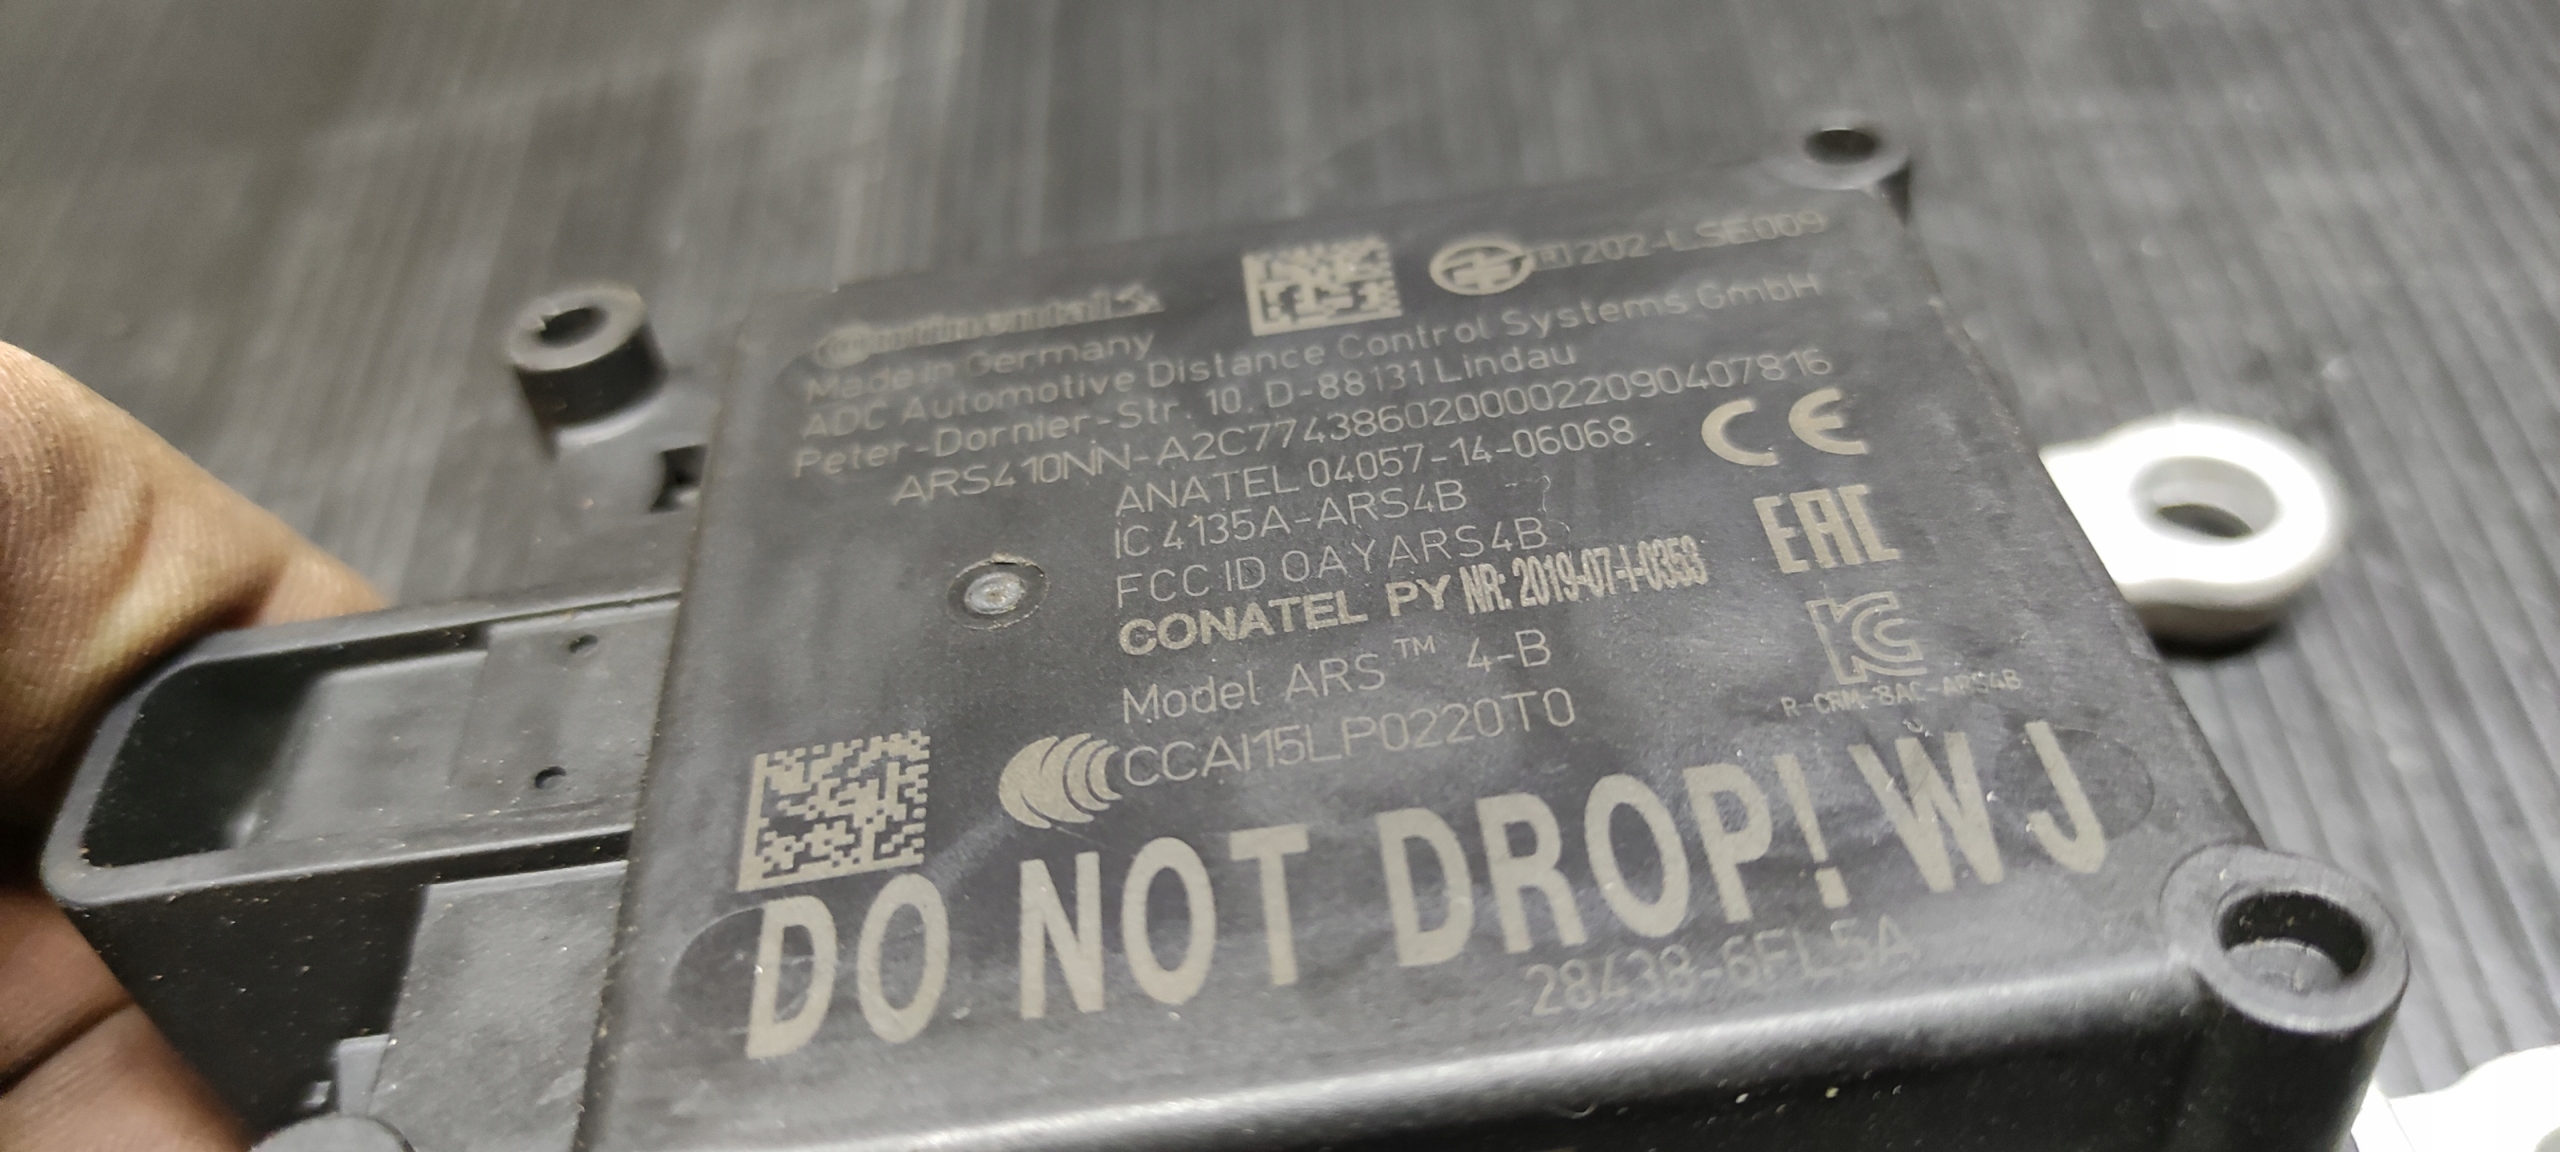 Continental
R 202-LSE009
Made in Germany
ADC Automotive Distance Control Systems GmbH
Peter-Dornier-Str. 10, D-88131 Lindau
ARS410NN-A2C77438602000022090407816
ANATEL 04057-14-06068
CE
IC 4135A-ARS4B
FCC ID OAYARS4B
EAC
CONATEL PY NR: 2019-07-I-0353
Model ARS™ 4-B
R-CRM-BAC-ARS4B
CCAI15LP0220T0
DO NOT DROP! WJ
28438-6FL5A